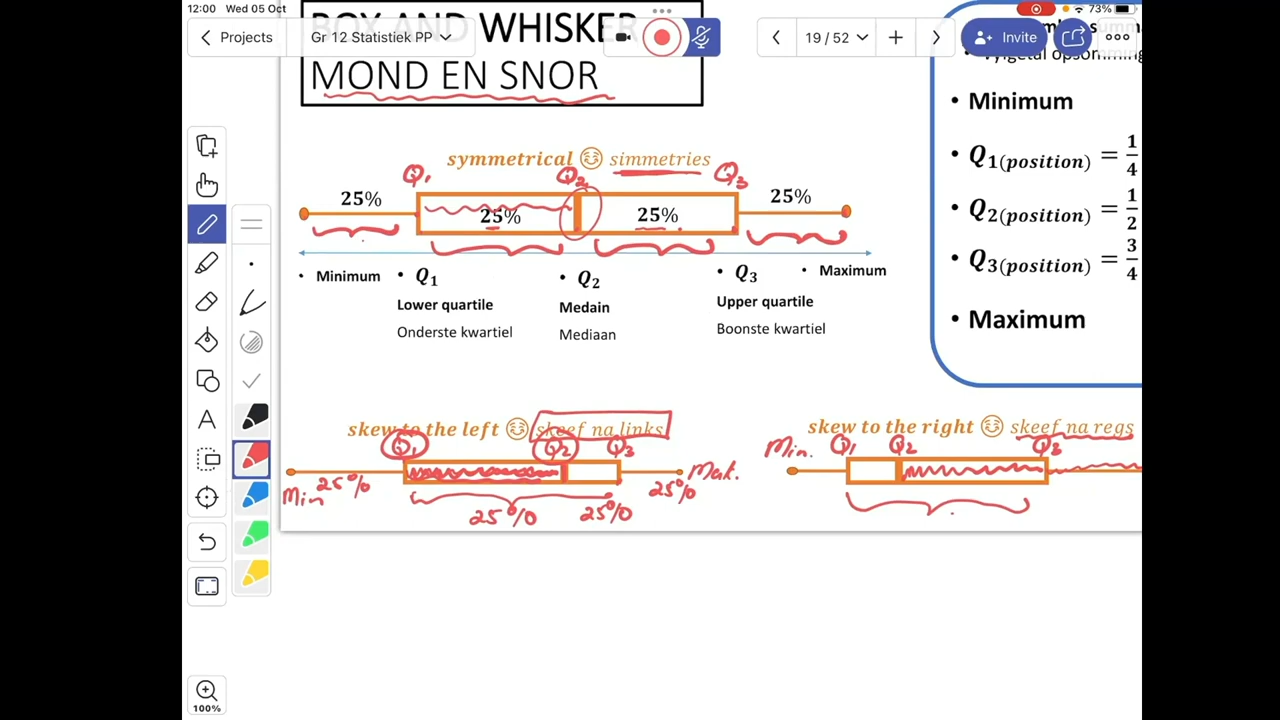 12:00 Wed 05 Oct
73%
BOX AND WHISKER
Projects
Gr 12 Statistiek PP
19 / 52
Invite
MOND EN SNOR
opsomming
• Minimum
symmetrical simmetries
Q1 Q2 Q3
• Q1(position) = 1/4
25% 25% 25% 25%
• Q2(position) = 1/2
• Q3(position) = 3/4
• Minimum • Q1 • Q2 • Q3 • Maximum
Lower quartile Medain Upper quartile
Onderste kwartiel Mediaan Boonste kwartiel
• Maximum
skew to the left skeef na links
skew to the right skeef na regs
Q1 Q2 Q3 Mak.
Min. Q1 Q2 Q3
Min 25% 25% 25% 25%
A
100%